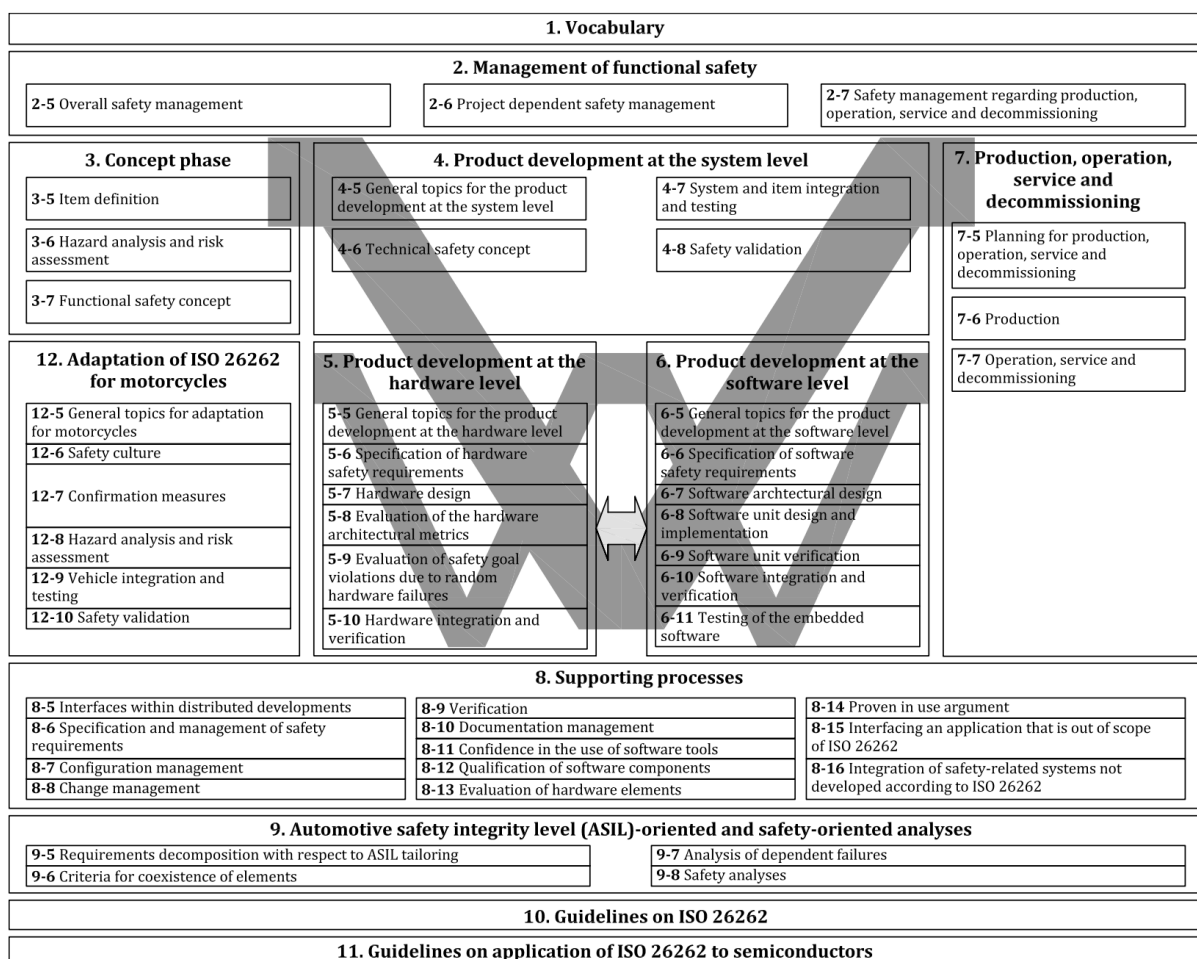 1. Vocabulary
2. Management of functional safety
2-5 Overall safety management
2-6 Project dependent safety management
2-7 Safety management regarding production,
operation, service and decommissioning
3. Concept phase
3-5 Item definition
3-6 Hazard analysis and risk
assessment
3-7 Functional safety concept
4. Product development at the system level
4-5 General topics for the product
development at the system level
4-6 Technical safety concept
4-7 System and item integration
and testing
4-8 Safety validation
7. Production, operation,
service and
decommissioning
7-5 Planning for production,
operation, service and
decommissioning
7-6 Production
7-7 Operation, service and
decommissioning
12. Adaptation of ISO 26262
for motorcycles
12-5 General topics for adaptation
for motorcycles
12-6 Safety culture
12-7 Confirmation measures
12-8 Hazard analysis and risk
assessment
12-9 Vehicle integration and
testing
12-10 Safety validation
5. Product development at the
hardware level
5-5 General topics for the product
development at the hardware level
5-6 Specification of hardware
safety requirements
5-7 Hardware design
5-8 Evaluation of the hardware
architectural metrics
5-9 Evaluation of safety goal
violations due to random
hardware failures
5-10 Hardware integration and
verification
6. Product development at the
software level
6-5 General topics for the product
development at the software level
6-6 Specification of software
safety requirements
6-7 Software archtectural design
6-8 Software unit design and
implementation
6-9 Software unit verification
6-10 Software integration and
verification
6-11 Testing of the embedded
software
8. Supporting processes
8-5 Interfaces within distributed developments
8-6 Specification and management of safety
requirements
8-7 Configuration management
8-8 Change management
8-9 Verification
8-10 Documentation management
8-11 Confidence in the use of software tools
8-12 Qualification of software components
8-13 Evaluation of hardware elements
8-14 Proven in use argument
8-15 Interfacing an application that is out of scope
of ISO 26262
8-16 Integration of safety-related systems not
developed according to ISO 26262
9. Automotive safety integrity level (ASIL)-oriented and safety-oriented analyses
9-5 Requirements decomposition with respect to ASIL tailoring
9-6 Criteria for coexistence of elements
9-7 Analysis of dependent failures
9-8 Safety analyses
10. Guidelines on ISO 26262
11. Guidelines on application of ISO 26262 to semiconductors